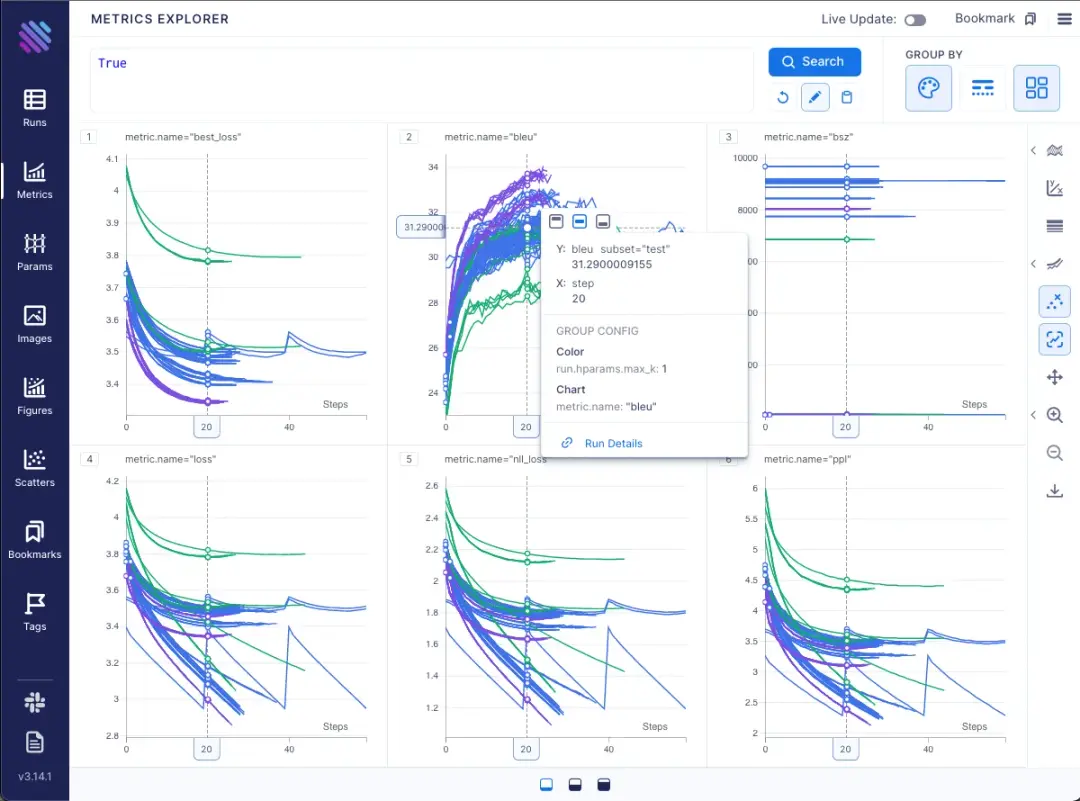 METRICS EXPLORER
Live Update:
Bookmark
True
Search
GROUP BY
Runs
Metrics
Params
Images
Figures
Scatters
Bookmarks
Tags
v3.14.1
1
metric.name="best_loss"
4.1
4
3.9
3.8
3.7
3.6
3.5
3.4
0
20
40
Steps
2
metric.name="bleu"
34
32
31.29000
30
28
26
24
0
20
Y: bleu subset="test"
31.2900009155
X: step
20
GROUP CONFIG
Color
run.hparams.max_k: 1
Chart
metric.name: "bleu"
Run Details
3
metric.name="bsz"
10000
8000
0
20
40
Steps
4
metric.name="loss"
4.2
4
3.8
3.6
3.4
3.2
3
2.8
0
20
40
Steps
5
metric.name="nll_loss"
2.6
2.4
2.2
2
1.8
1.6
1.4
1.2
0
20
40
Steps
6
metric.name="ppl"
6
5.5
5
4.5
4
3.5
3
2.5
2
0
20
40
Steps